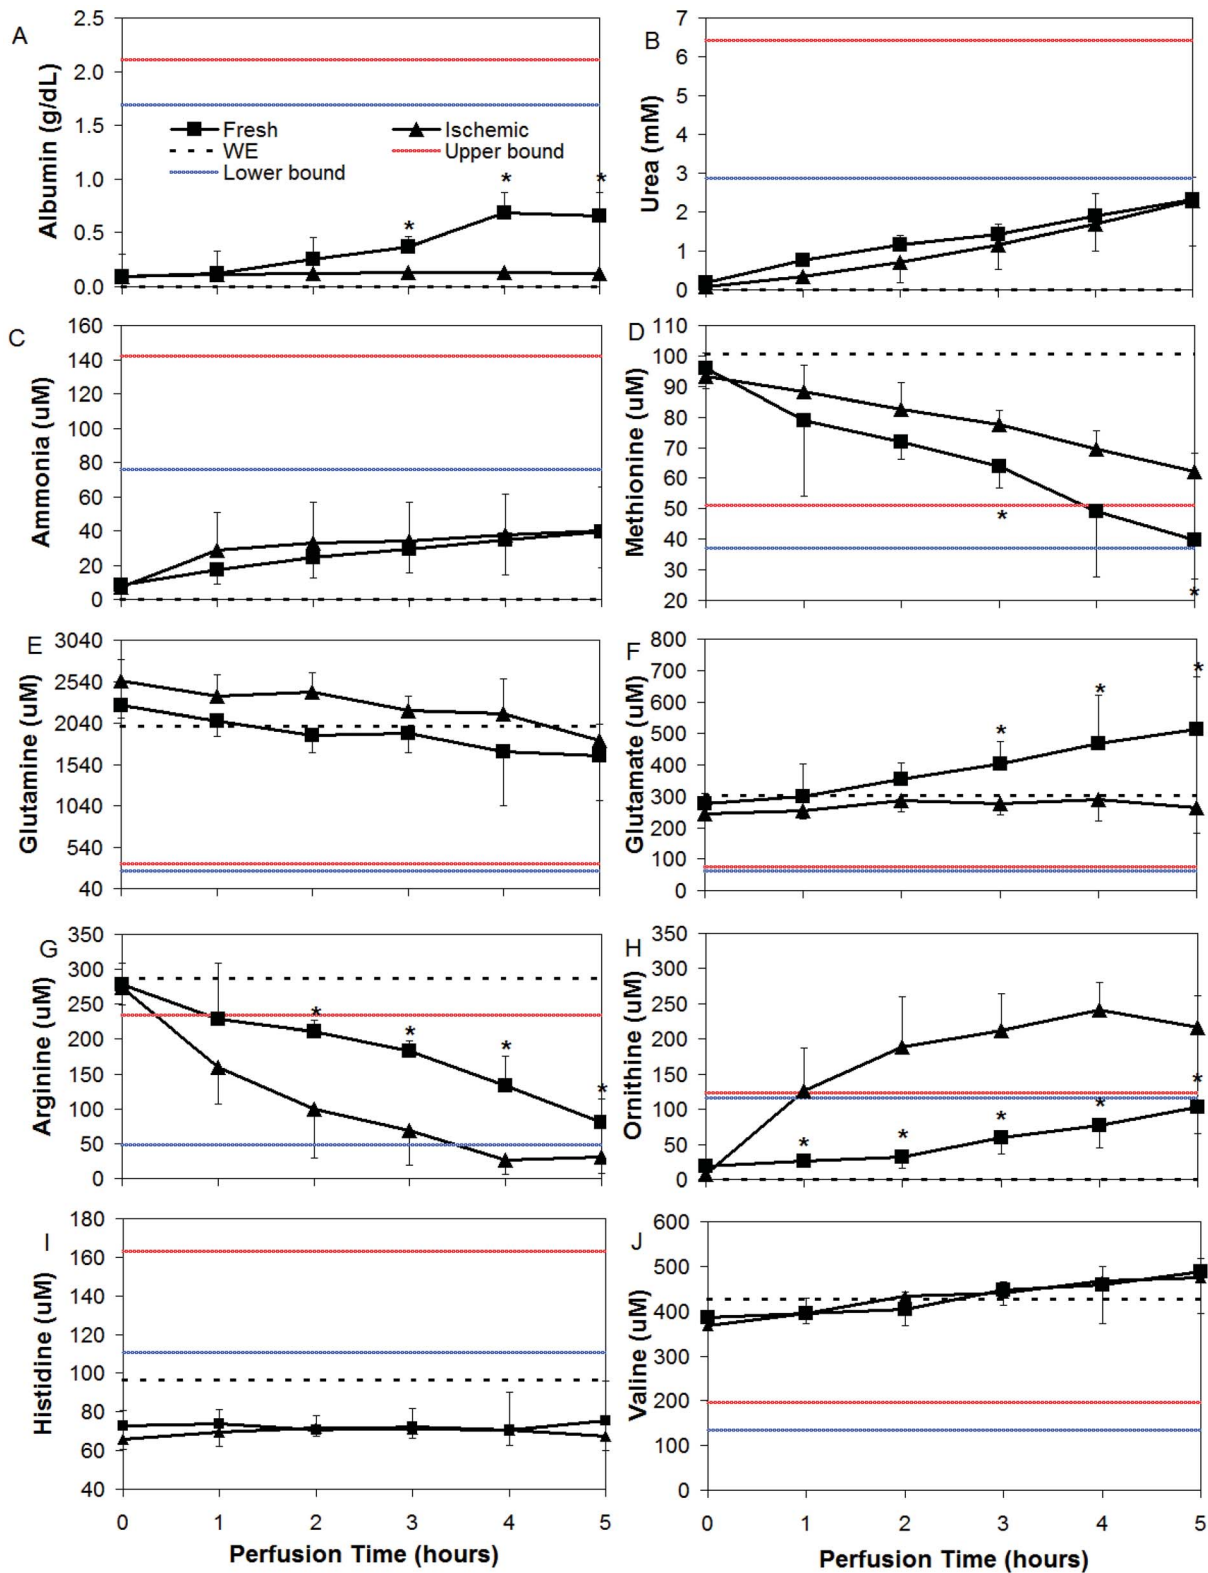 A
Albumin (g/dL)
2.5
2.0
1.5
1.0
0.5
0.0
Fresh
Ischemic
WE
Upper bound
Lower bound
* * *
B
Urea (mM)
7
6
5
4
3
2
1
0
C
Ammonia (uM)
160
140
120
100
80
60
40
20
0
D
Methionine (uM)
110
100
90
80
70
60
50
40
30
20
* *
E
Glutamine (uM)
3040
2540
2040
1540
1040
540
40
F
Glutamate (uM)
800
700
600
500
400
300
200
100
0
* * *
G
Arginine (uM)
350
300
250
200
150
100
50
0
* * * *
H
Ornithine (uM)
350
300
250
200
150
100
50
0
* * * * *
I
Histidine (uM)
180
160
140
120
100
80
60
40
0 1 2 3 4 5
Perfusion Time (hours)
J
Valine (uM)
600
500
400
300
200
100
0
0 1 2 3 4 5
Perfusion Time (hours)